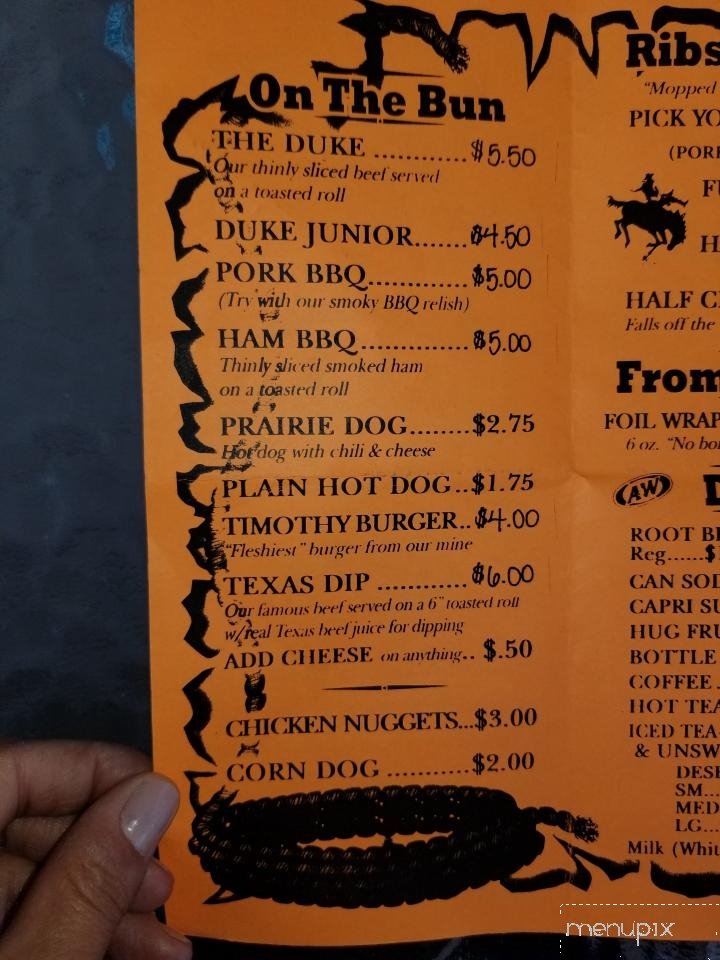 On The Bun
THE DUKE ............$5.50
Our thinly sliced beef served
on a toasted roll
DUKE JUNIOR.......$4.50
PORK BBQ..............$5.00
(Try with our smoky BBQ relish)
HAM BBQ..............$5.00
Thinly sliced smoked ham
on a toasted roll
PRAIRIE DOG........$2.75
Hot dog with chili & cheese
PLAIN HOT DOG..$1.75
TIMOTHY BURGER..$4.00
"Fleshiest" burger from our mine
TEXAS DIP ...........$6.00
Our famous beef served on a 6" toasted roll
w/real Texas beef juice for dipping
ADD CHEESE on anything.. $.50
CHICKEN NUGGETS...$3.00
CORN DOG ...........$2.00
Ribs
"Mopped
PICK YO
(POR
FU
HA
HALF C
Falls off the
From
FOIL WRAP
6 oz. "No bo
A&W
D
ROOT B
Reg......$
CAN SOD
CAPRI SU
HUG FRU
BOTTLE
COFFEE
HOT TEA
ICED TEA
& UNSW
DESE
SM...
MED
LG...
Milk (Whit
menupix